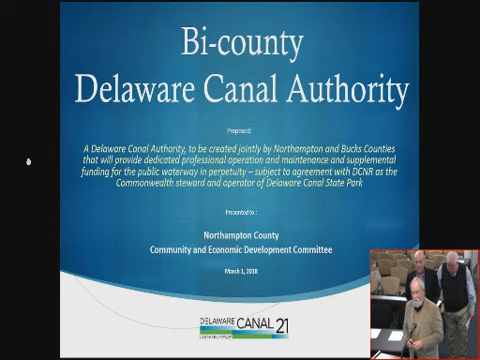 Bi-county
Delaware Canal Authority
Proposed:
A Delaware Canal Authority, to be created jointly by Northampton and Bucks Counties
that will provide dedicated professional operation and maintenance and supplemental
funding for the public waterway in perpetuity – subject to agreement with DCNR as the
Commonwealth steward and operator of Delaware Canal State Park
Presented to :
Northampton County
Community and Economic Development Committee
March 1, 2018
DELAWARE CANAL 21